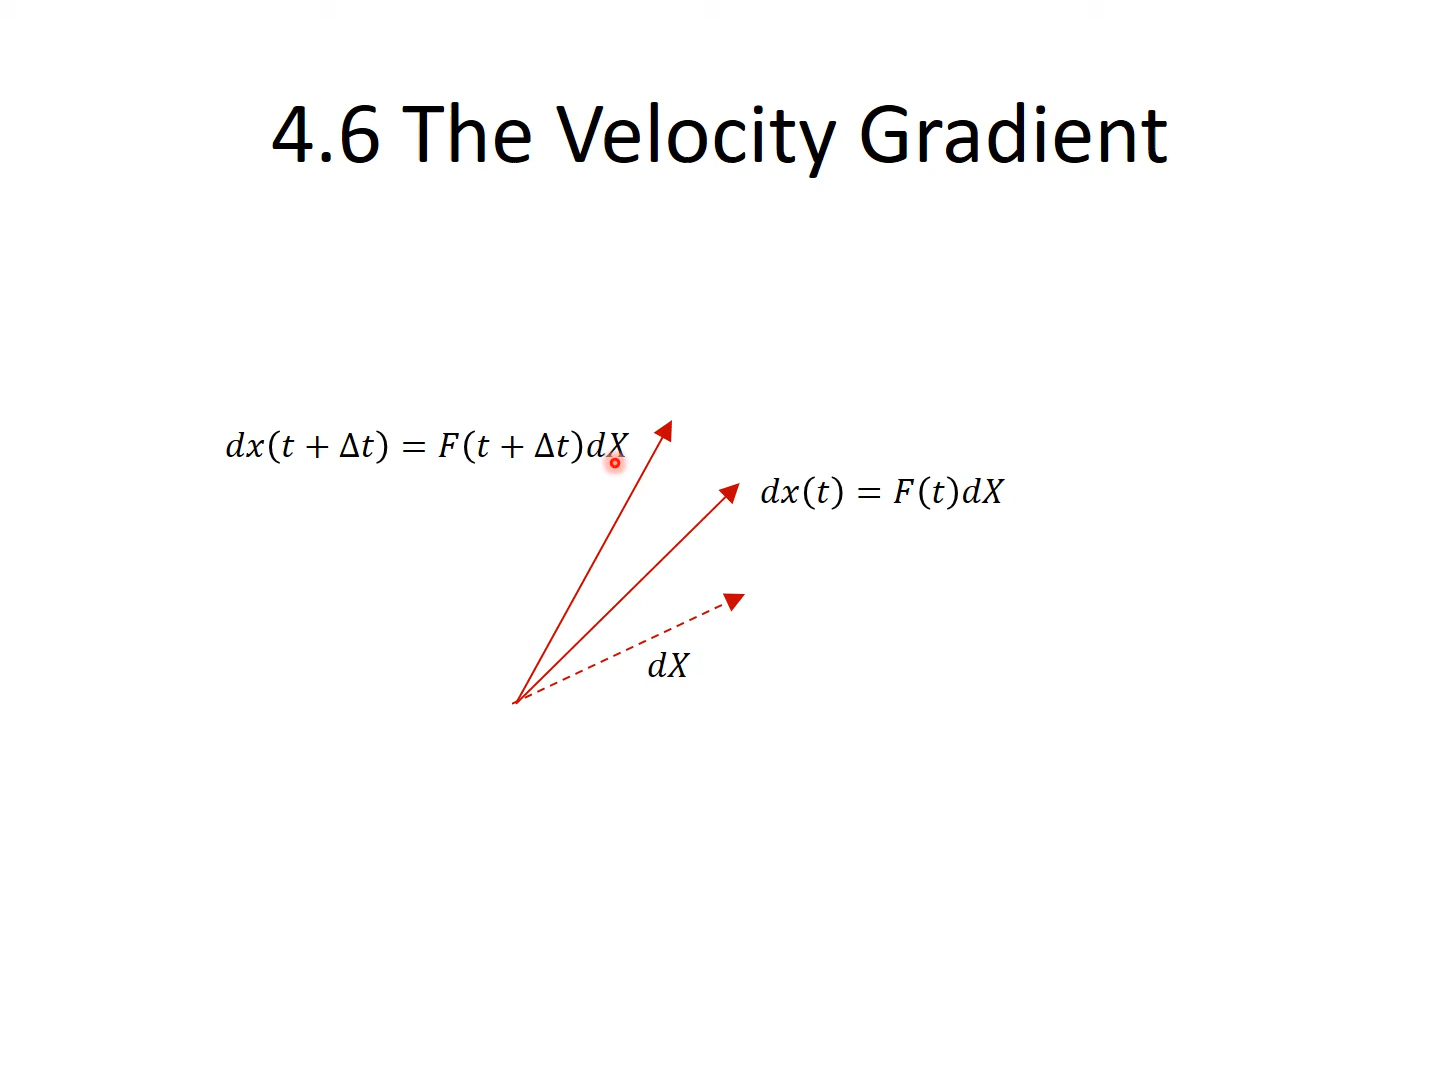 4.6 The Velocity Gradient
dx(t + Δt) = F(t + Δt)dX
dx(t) = F(t)dX
dX